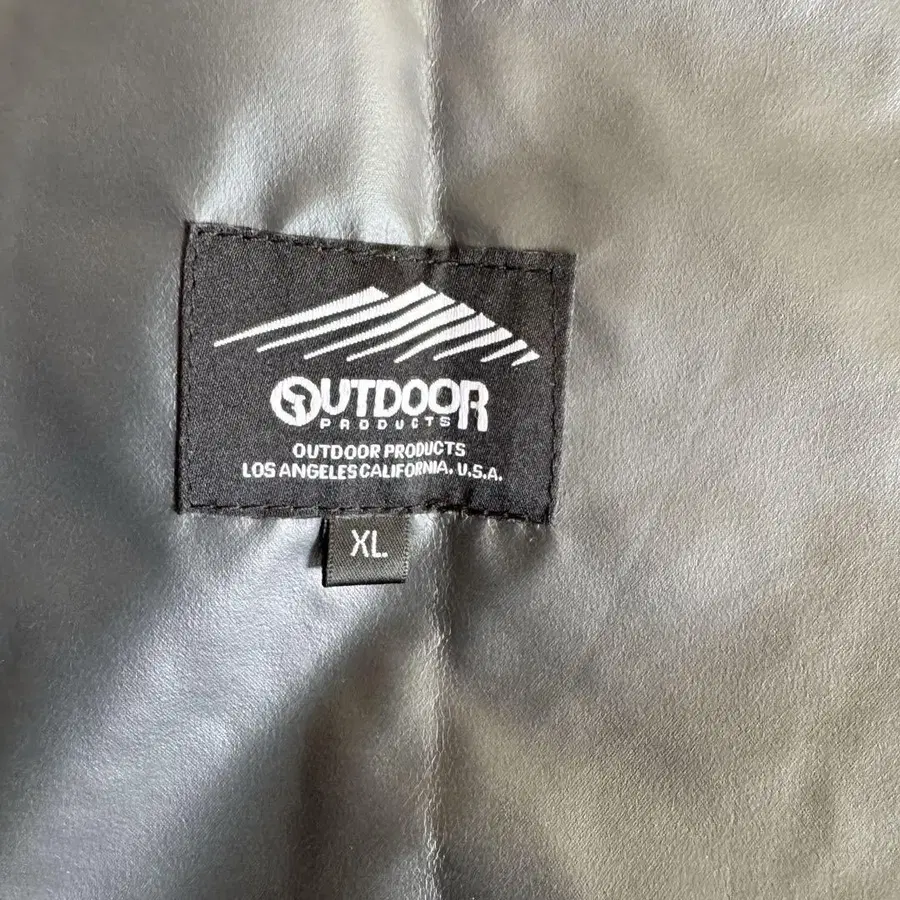 OUTDOOR
PRODUCTS
OUTDOOR PRODUCTS
LOS ANGELES CALIFORNIA, U.S.A.
XL